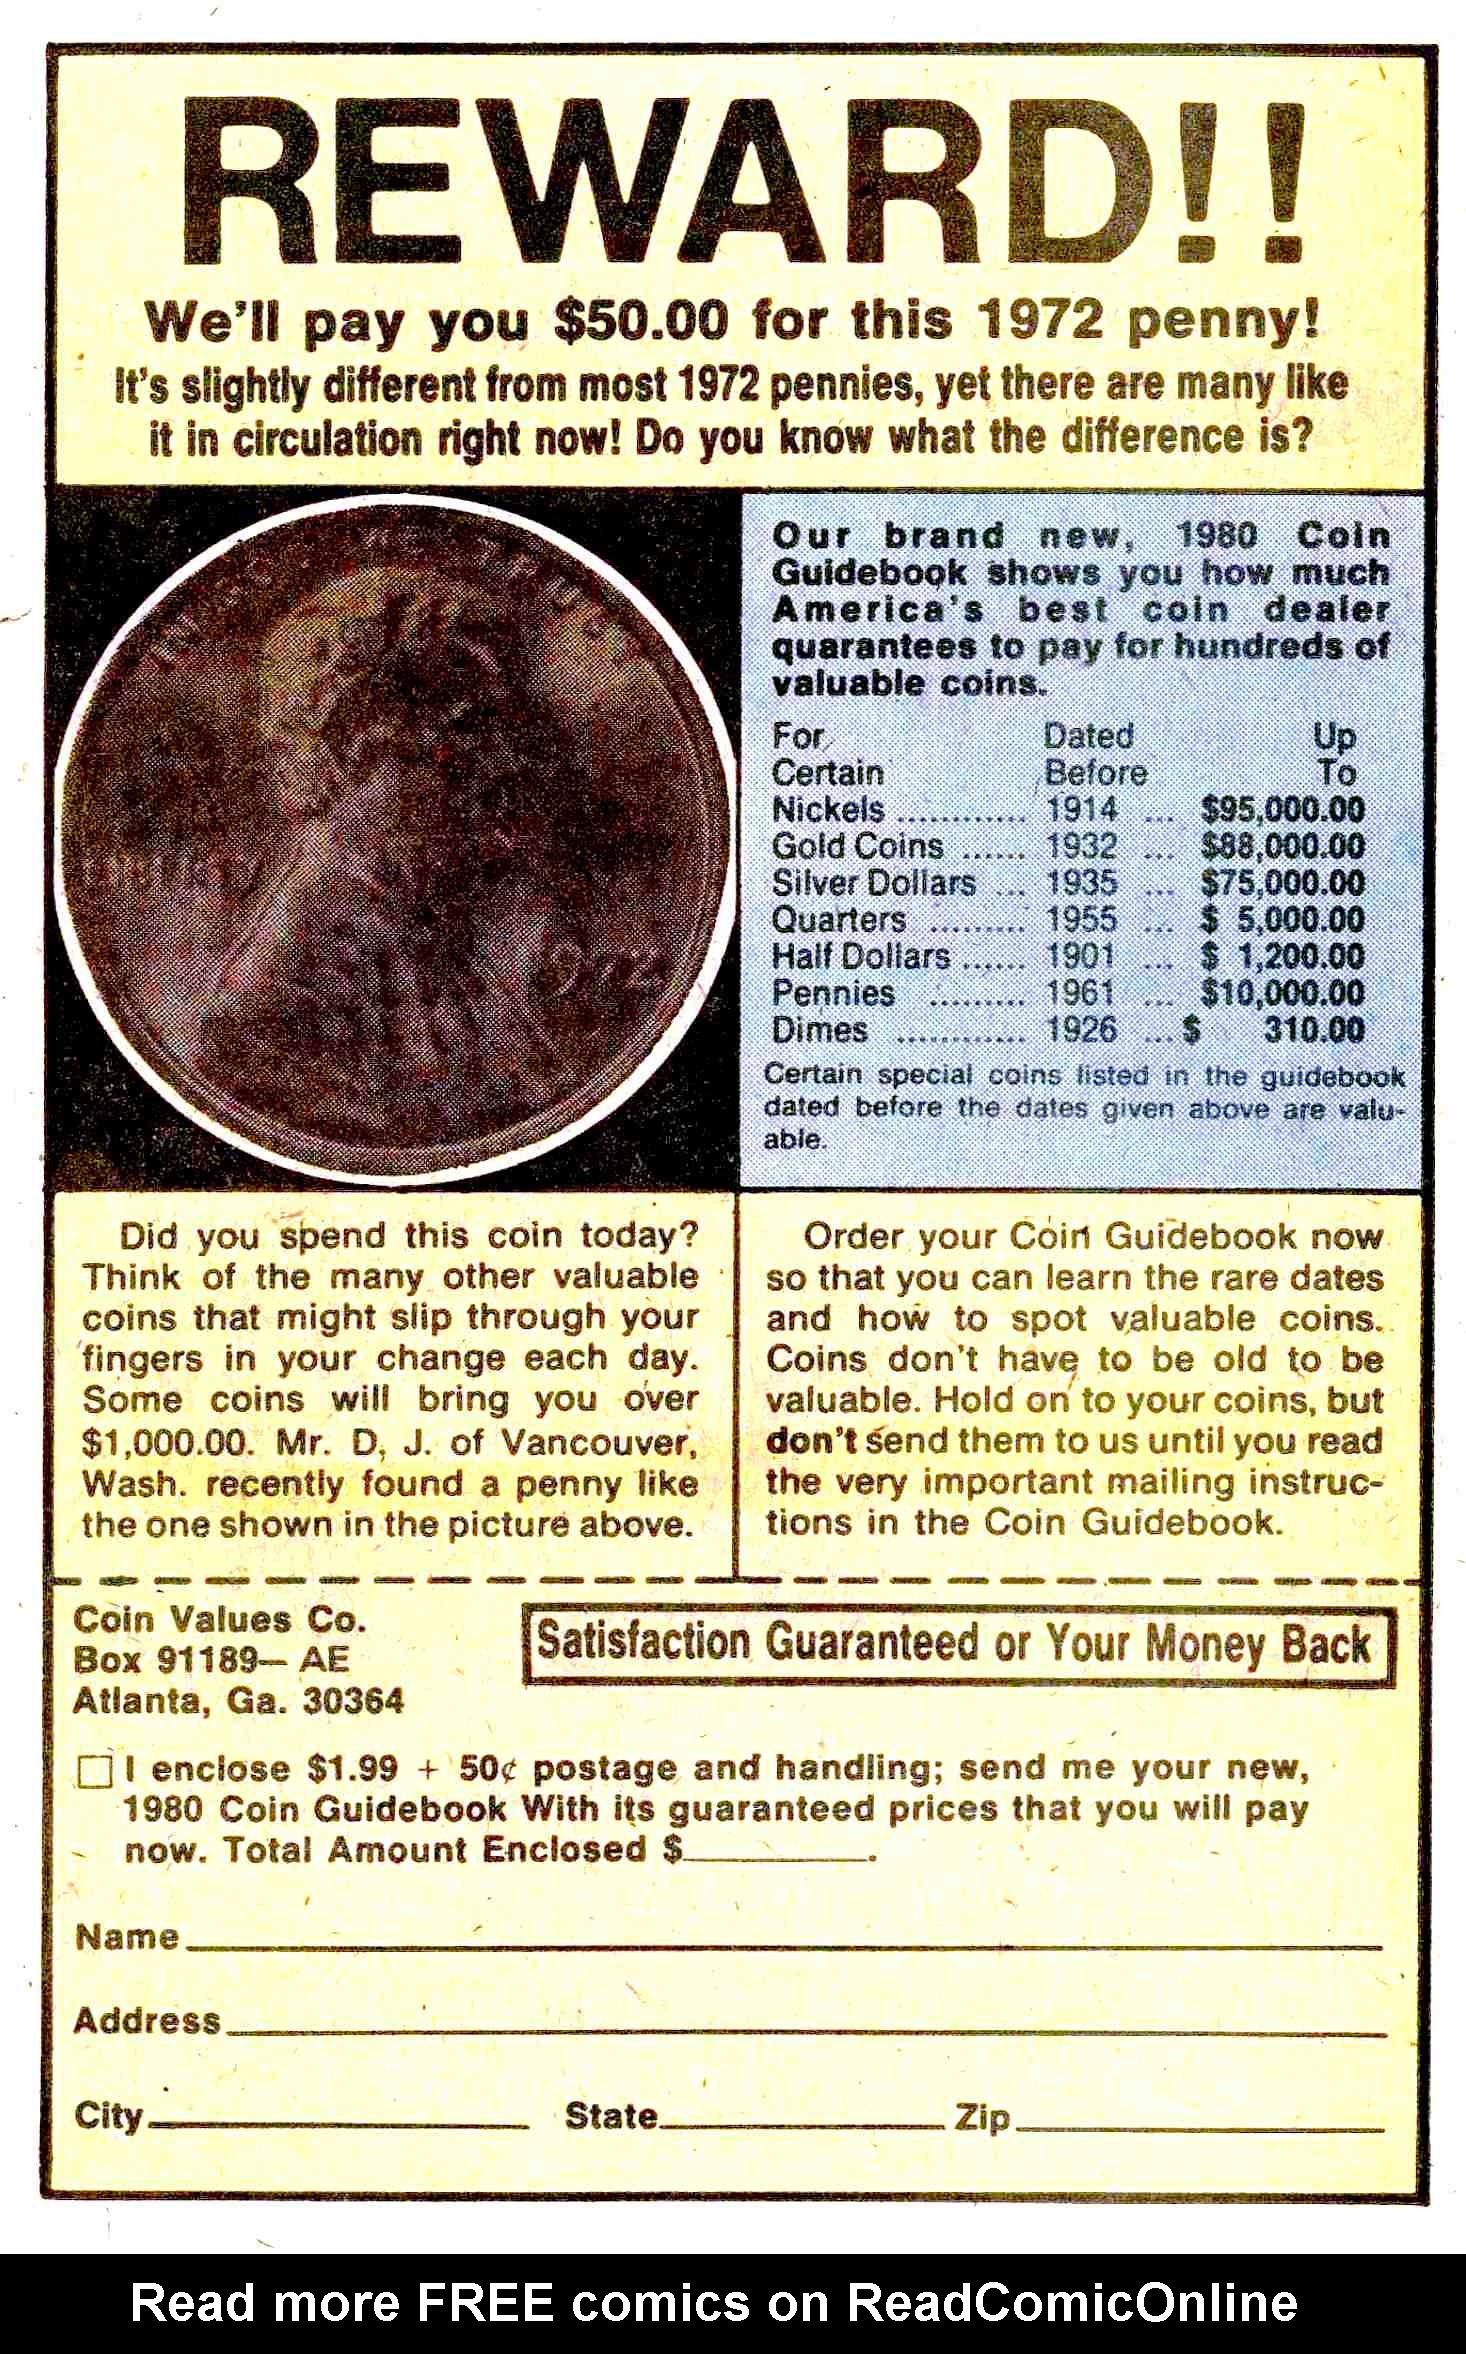 REWARD!!
We'll pay you $50.00 for this 1972 penny!
It's slightly different from most 1972 pennies, yet there are many like
it in circulation right now! Do you know what the difference is?
Our brand new, 1980 Coin
Guidebook shows you how much
America's best coin dealer
quarantees to pay for hundreds of
valuable coins.
For Dated Up
Certain Before To
Nickels ............ 1914 ... $95,000.00
Gold Coins ...... 1932 ... $88,000.00
Silver Dollars ... 1935 ... $75,000.00
Quarters ......... 1955 ... $ 5,000.00
Half Dollars ...... 1901 ... $ 1,200.00
Pennies ......... 1961 ... $10,000.00
Dimes ............ 1926 ... $ 310.00
Certain special coins listed in the guidebook
dated before the dates given above are valu-
able.
Did you spend this coin today?
Think of the many other valuable
coins that might slip through your
fingers in your change each day.
Some coins will bring you over
$1,000.00. Mr. D. J. of Vancouver,
Wash. recently found a penny like
the one shown in the picture above.
Order your Coin Guidebook now
so that you can learn the rare dates
and how to spot valuable coins.
Coins don't have to be old to be
valuable. Hold on to your coins, but
don't send them to us until you read
the very important mailing instruc-
tions in the Coin Guidebook.
Coin Values Co.
Box 91189— AE
Atlanta, Ga. 30364
Satisfaction Guaranteed or Your Money Back
I enclose $1.99 + 50¢ postage and handling; send me your new,
1980 Coin Guidebook With its guaranteed prices that you will pay
now. Total Amount Enclosed $________.
Name
Address
City State Zip
Read more FREE comics on ReadComicOnline